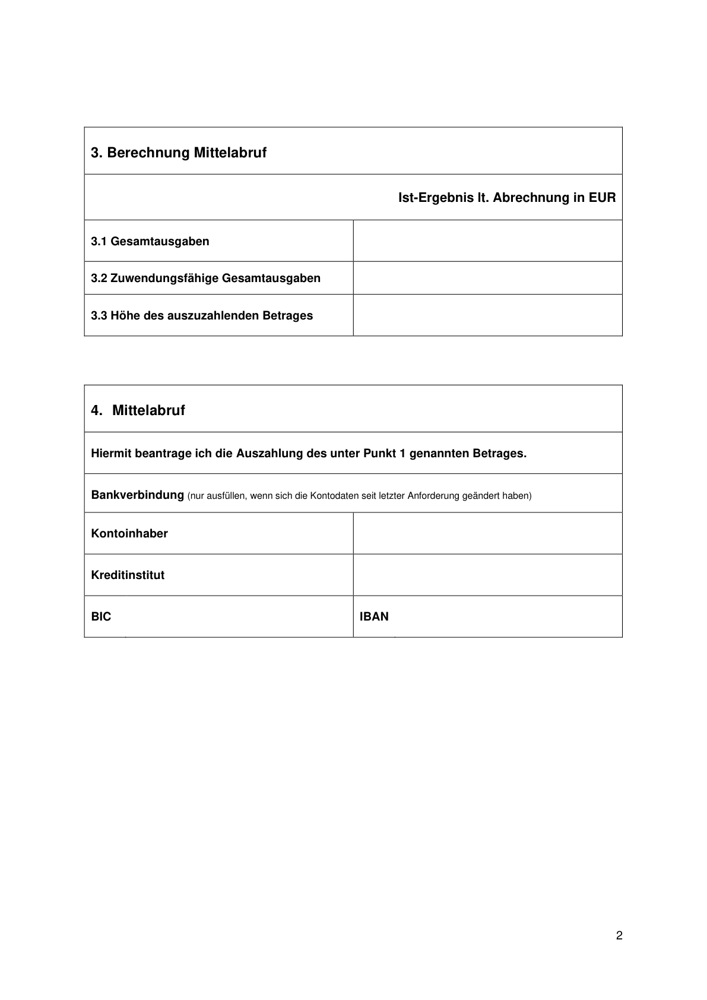 3. Berechnung Mittelabruf
Ist-Ergebnis lt. Abrechnung in EUR
3.1 Gesamtausgaben
3.2 Zuwendungsfähige Gesamtausgaben
3.3 Höhe des auszuzahlenden Betrages
4. Mittelabruf
Hiermit beantrage ich die Auszahlung des unter Punkt 1 genannten Betrages.
Bankverbindung (nur ausfüllen, wenn sich die Kontodaten seit letzter Anforderung geändert haben)
Kontoinhaber
Kreditinstitut
BIC IBAN
2